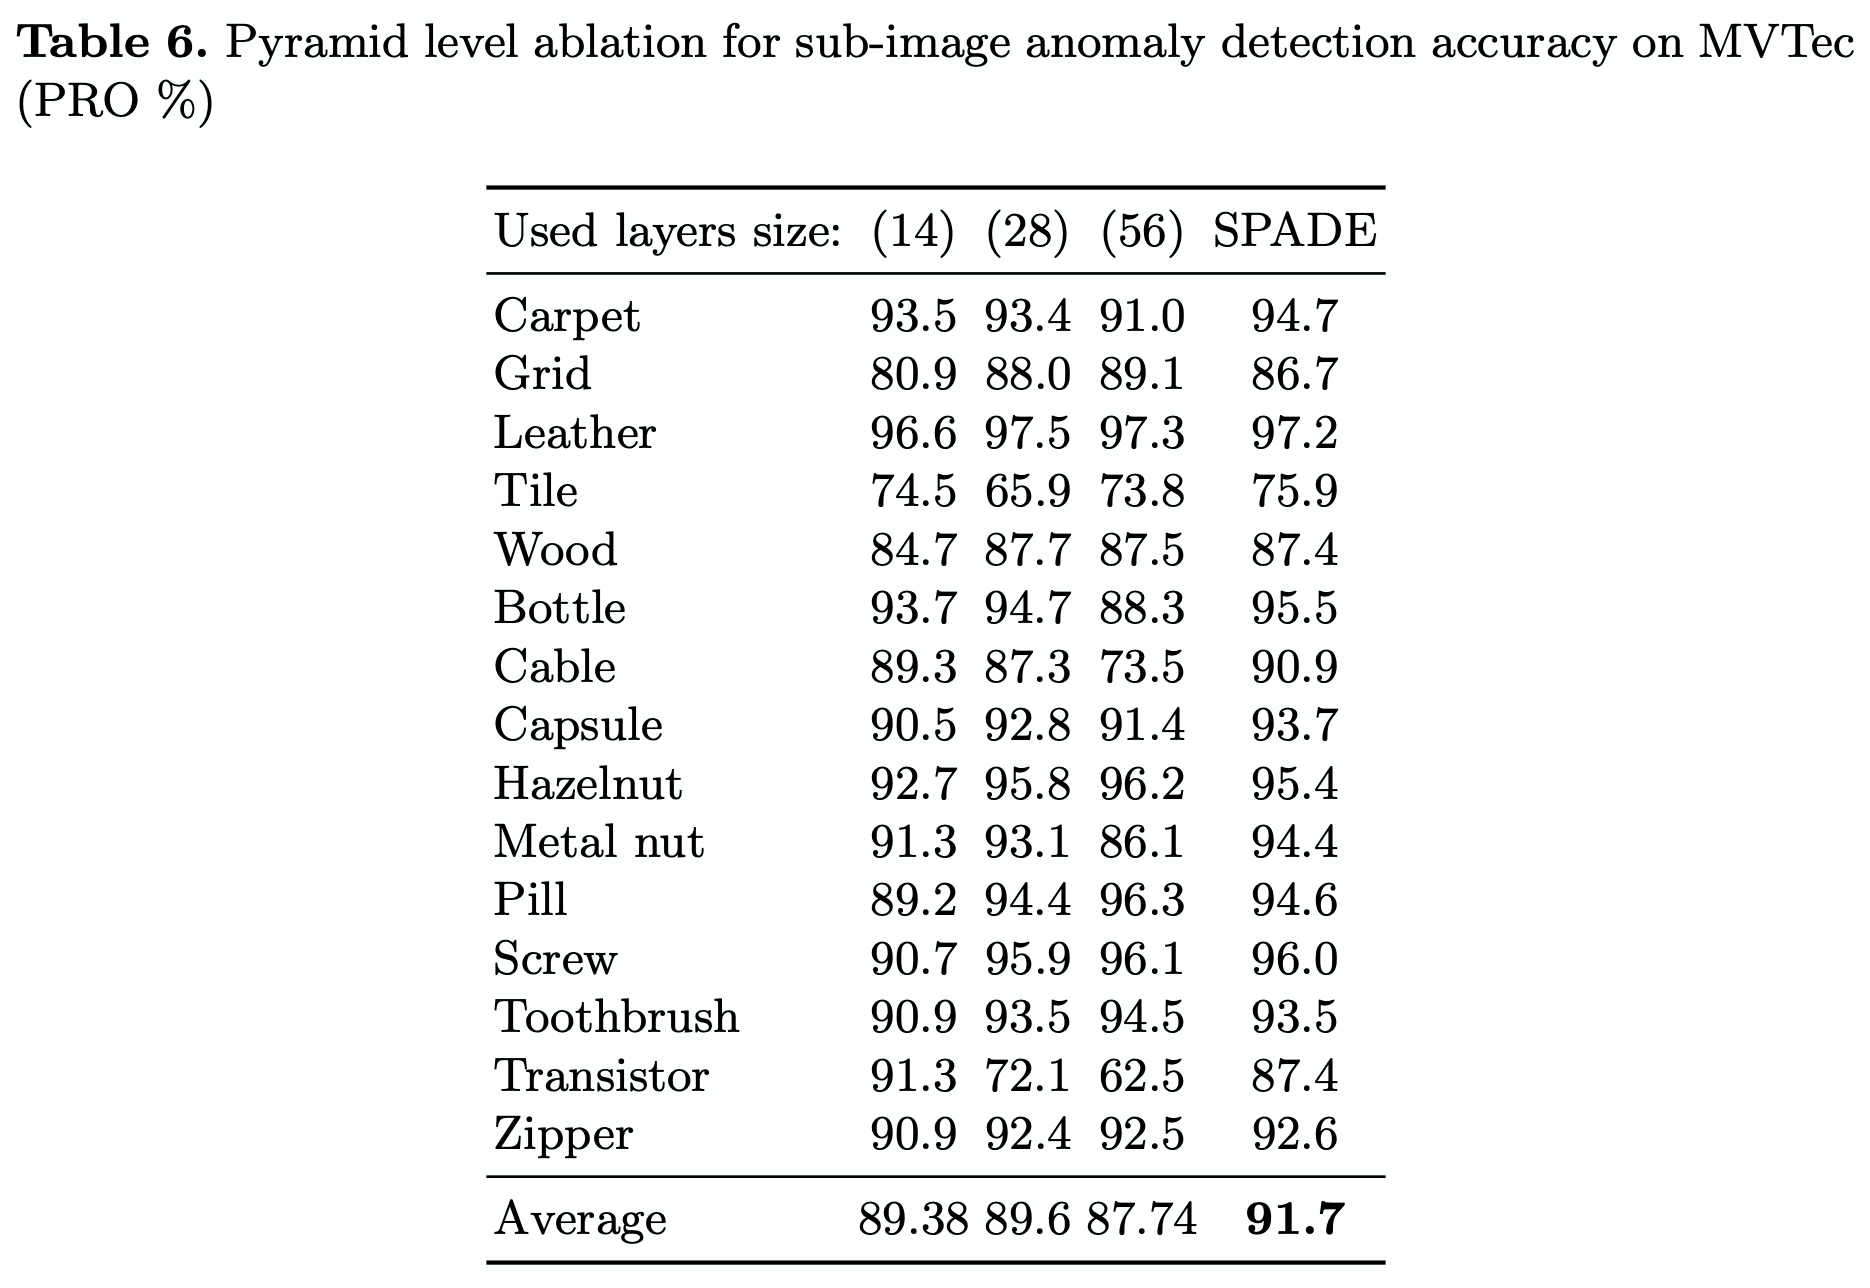 Table 6. Pyramid level ablation for sub-image anomaly detection accuracy on MVTec
(PRO %)
Used layers size: (14) (28) (56) SPADE
Carpet 93.5 93.4 91.0 94.7
Grid 80.9 88.0 89.1 86.7
Leather 96.6 97.5 97.3 97.2
Tile 74.5 65.9 73.8 75.9
Wood 84.7 87.7 87.5 87.4
Bottle 93.7 94.7 88.3 95.5
Cable 89.3 87.3 73.5 90.9
Capsule 90.5 92.8 91.4 93.7
Hazelnut 92.7 95.8 96.2 95.4
Metal nut 91.3 93.1 86.1 94.4
Pill 89.2 94.4 96.3 94.6
Screw 90.7 95.9 96.1 96.0
Toothbrush 90.9 93.5 94.5 93.5
Transistor 91.3 72.1 62.5 87.4
Zipper 90.9 92.4 92.5 92.6
Average 89.38 89.6 87.74 91.7